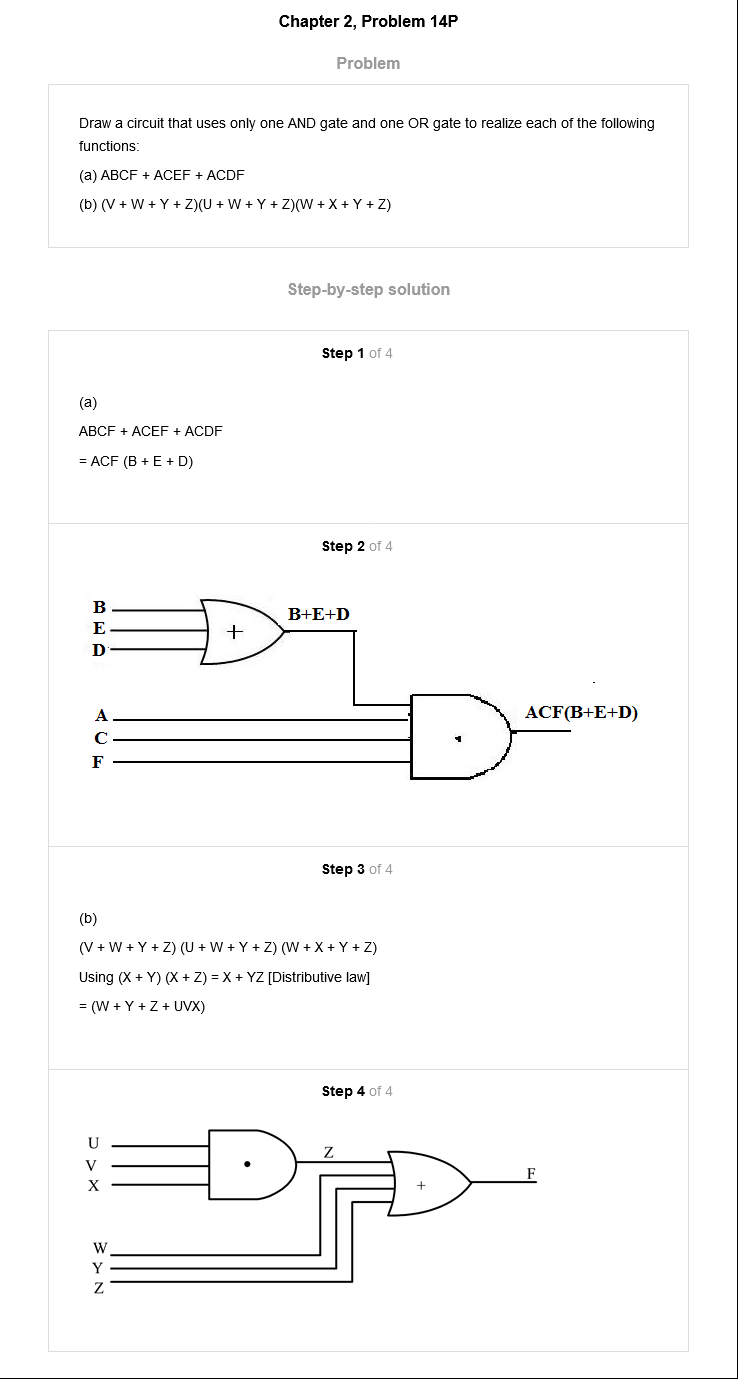 Chapter 2, Problem 14P
Problem
Draw a circuit that uses only one AND gate and one OR gate to realize each of the following
functions:
(a) ABCF + ACEF + ACDF
(b) (V + W + Y + Z)(U + W + Y + Z)(W + X + Y + Z)
Step-by-step solution
Step 1 of 4
(a)
ABCF + ACEF + ACDF
= ACF (B + E + D)
Step 2 of 4
B
E
D
+
B+E+D
A
C
F
ACF(B+E+D)
Step 3 of 4
(b)
(V + W + Y + Z) (U + W + Y + Z) (W + X + Y + Z)
Using (X + Y) (X + Z) = X + YZ [Distributive law]
= (W + Y + Z + UVX)
Step 4 of 4
U
V
X
Z
+
F
W
Y
Z